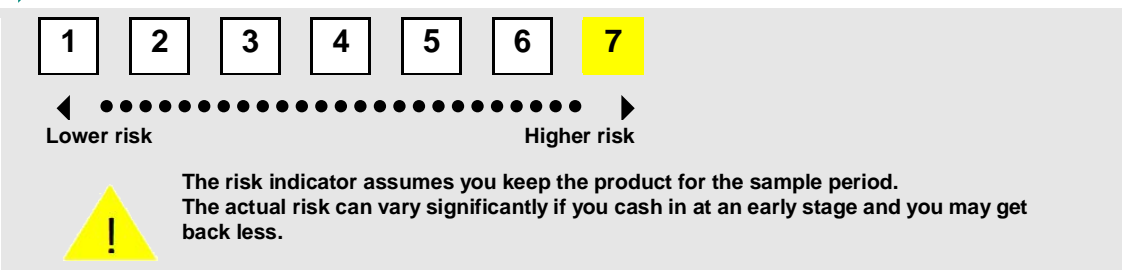 1 2 3 4 5 6 7
Lower risk Higher risk
The risk indicator assumes you keep the product for the sample period.
The actual risk can vary significantly if you cash in at an early stage and you may get
back less.
!